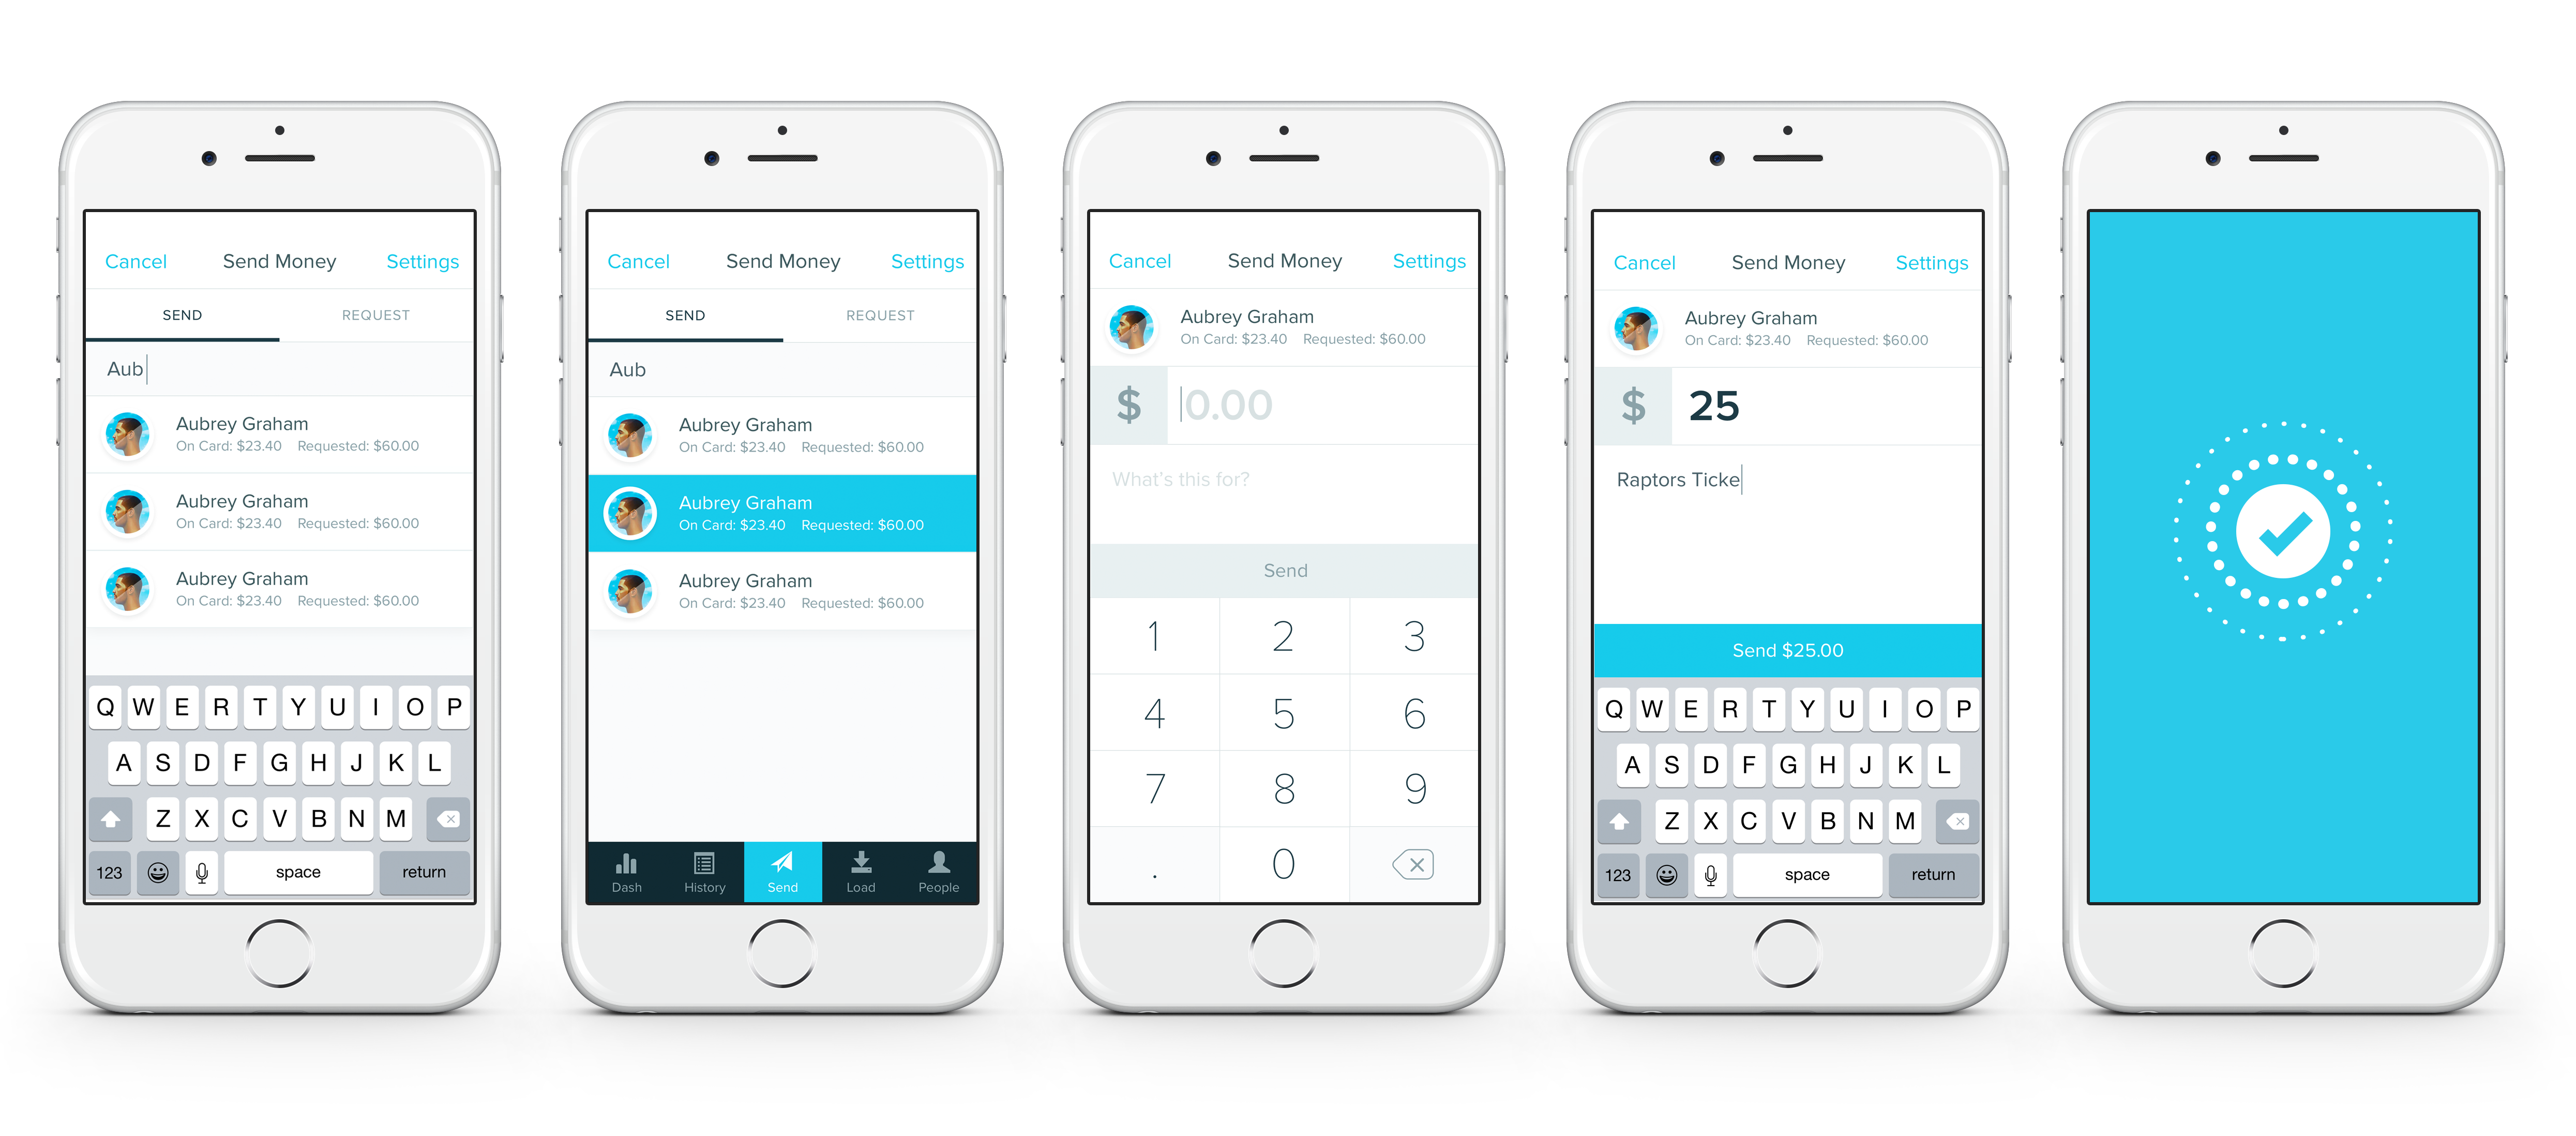 Cancel Send Money Settings
SEND REQUEST
Aub
Aubrey Graham
On Card: $23.40 Requested: $60.00
Aubrey Graham
On Card: $23.40 Requested: $60.00
Aubrey Graham
On Card: $23.40 Requested: $60.00
Q W E R T Y U I O P
A S D F G H J K L
Z X C V B N M
123 space return
Cancel Send Money Settings
SEND REQUEST
Aub
Aubrey Graham
On Card: $23.40 Requested: $60.00
Aubrey Graham
On Card: $23.40 Requested: $60.00
Aubrey Graham
On Card: $23.40 Requested: $60.00
Dash History Send Load People
Cancel Send Money Settings
Aubrey Graham
On Card: $23.40 Requested: $60.00
$ 0.00
What's this for?
Send
1 2 3
4 5 6
7 8 9
. 0
Cancel Send Money Settings
Aubrey Graham
On Card: $23.40 Requested: $60.00
$ 25
Raptors Ticke
Send $25.00
Q W E R T Y U I O P
A S D F G H J K L
Z X C V B N M
123 space return